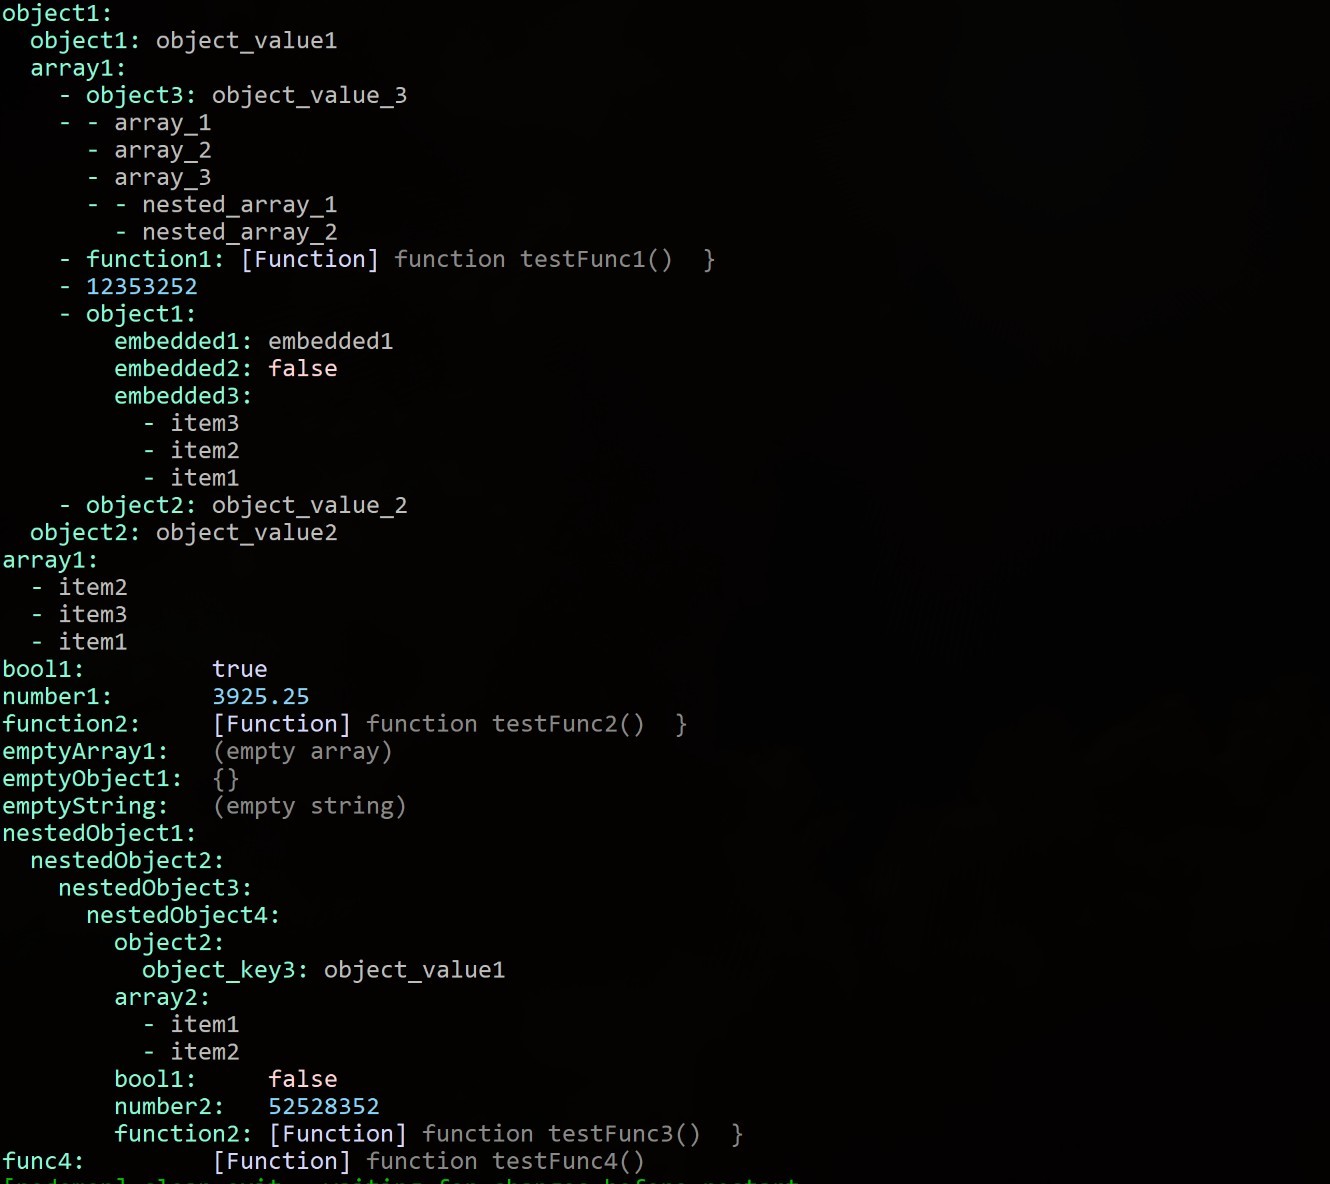 object1:
  object1: object_value1
  array1:
    - object3: object_value_3
    - - array_1
      - array_2
      - array_3
      - - nested_array_1
        - nested_array_2
    - function1: [Function] function testFunc1()  }
    - 12353252
    - object1:
        embedded1: embedded1
        embedded2: false
        embedded3:
          - item3
          - item2
          - item1
    - object2: object_value_2
  object2: object_value2
array1:
  - item2
  - item3
  - item1
bool1:         true
number1:       3925.25
function2:     [Function] function testFunc2()  }
emptyArray1:   (empty array)
emptyObject1:  {}
emptyString:   (empty string)
nestedObject1:
  nestedObject2:
    nestedObject3:
      nestedObject4:
        object2:
          object_key3: object_value1
        array2:
          - item1
          - item2
        bool1:     false
        number2:   52528352
        function2: [Function] function testFunc3()  }
func4:         [Function] function testFunc4()